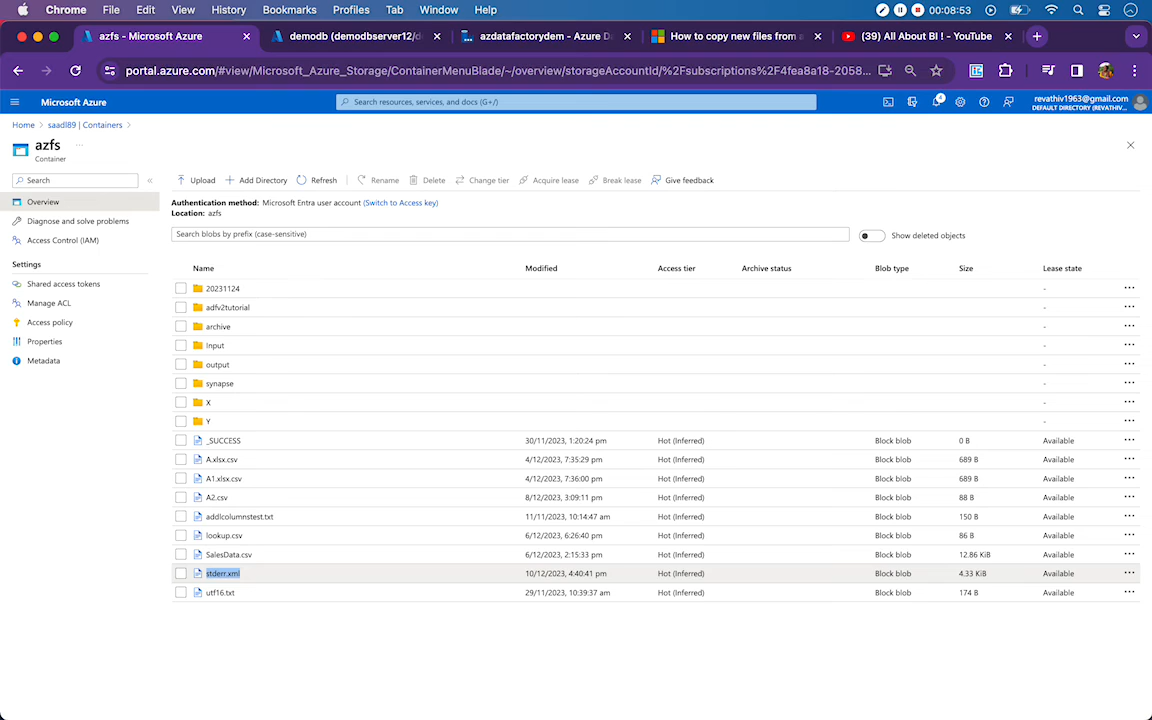 Chrome File Edit View History Bookmarks Profiles Tab Window Help 00:08:53
azfs - Microsoft Azure demodb (demodbserver12/d azdatafactorydem - Azure D How to copy new files from a (39) All About BI ! - YouTube
portal.azure.com/#view/Microsoft_Azure_Storage/ContainerMenuBlade/~/overview/storageAccountId/%2Fsubscriptions%2F4fea8a18-2058...
Microsoft Azure Search resources, services, and docs (G+/) 4 revathiv1963@gmail.com
DEFAULT DIRECTORY (REVATHIV...
Home > saadl89 | Containers >
azfs ...
Container
Search «
Upload Add Directory Refresh Rename Delete Change tier Acquire lease Break lease Give feedback
Overview
Diagnose and solve problems
Access Control (IAM)
Settings
Shared access tokens
Manage ACL
Access policy
Properties
Metadata
Authentication method: Microsoft Entra user account (Switch to Access key)
Location: azfs
Search blobs by prefix (case-sensitive) Show deleted objects
Name Modified Access tier Archive status Blob type Size Lease state
20231124 - ...
adfv2tutorial - ...
archive - ...
Input - ...
output - ...
synapse - ...
X - ...
Y - ...
_SUCCESS 30/11/2023, 1:20:24 pm Hot (Inferred) Block blob 0 B Available ...
A.xlsx.csv 4/12/2023, 7:35:29 pm Hot (Inferred) Block blob 689 B Available ...
A1.xlsx.csv 4/12/2023, 7:36:00 pm Hot (Inferred) Block blob 689 B Available ...
A2.csv 8/12/2023, 3:09:11 pm Hot (Inferred) Block blob 88 B Available ...
addlcolumnstest.txt 11/11/2023, 10:14:47 am Hot (Inferred) Block blob 150 B Available ...
lookup.csv 6/12/2023, 6:26:40 pm Hot (Inferred) Block blob 86 B Available ...
SalesData.csv 6/12/2023, 2:15:33 pm Hot (Inferred) Block blob 12.86 KiB Available ...
stderr.xml 10/12/2023, 4:40:41 pm Hot (Inferred) Block blob 4.33 KiB Available ...
utf16.txt 29/11/2023, 10:39:37 am Hot (Inferred) Block blob 174 B Available ...